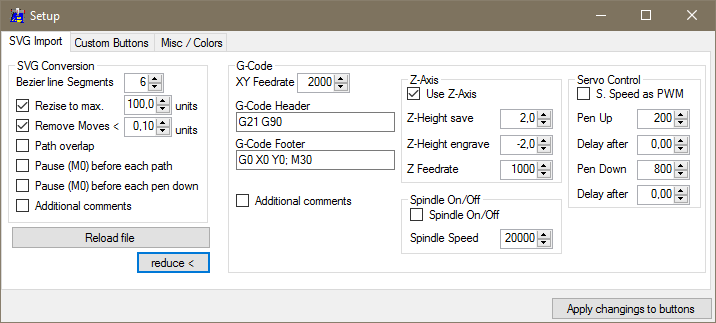 Setup
SVG Import
Custom Buttons
Misc / Colors
SVG Conversion
Bezier line Segments 6
Rezise to max. 100,0 units
Remove Moves < 0,10 units
Path overlap
Pause (M0) before each path
Pause (M0) before each pen down
Additional comments
Reload file
reduce <
G-Code
XY Feedrate 2000
G-Code Header
G21 G90
G-Code Footer
G0 X0 Y0; M30
Additional comments
Z-Axis
Use Z-Axis
Z-Height save 2,0
Z-Height engrave -2,0
Z Feedrate 1000
Spindle On/Off
Spindle On/Off
Spindle Speed 20000
Servo Control
S. Speed as PWM
Pen Up 200
Delay after 0,00
Pen Down 800
Delay after 0,00
Apply changings to buttons